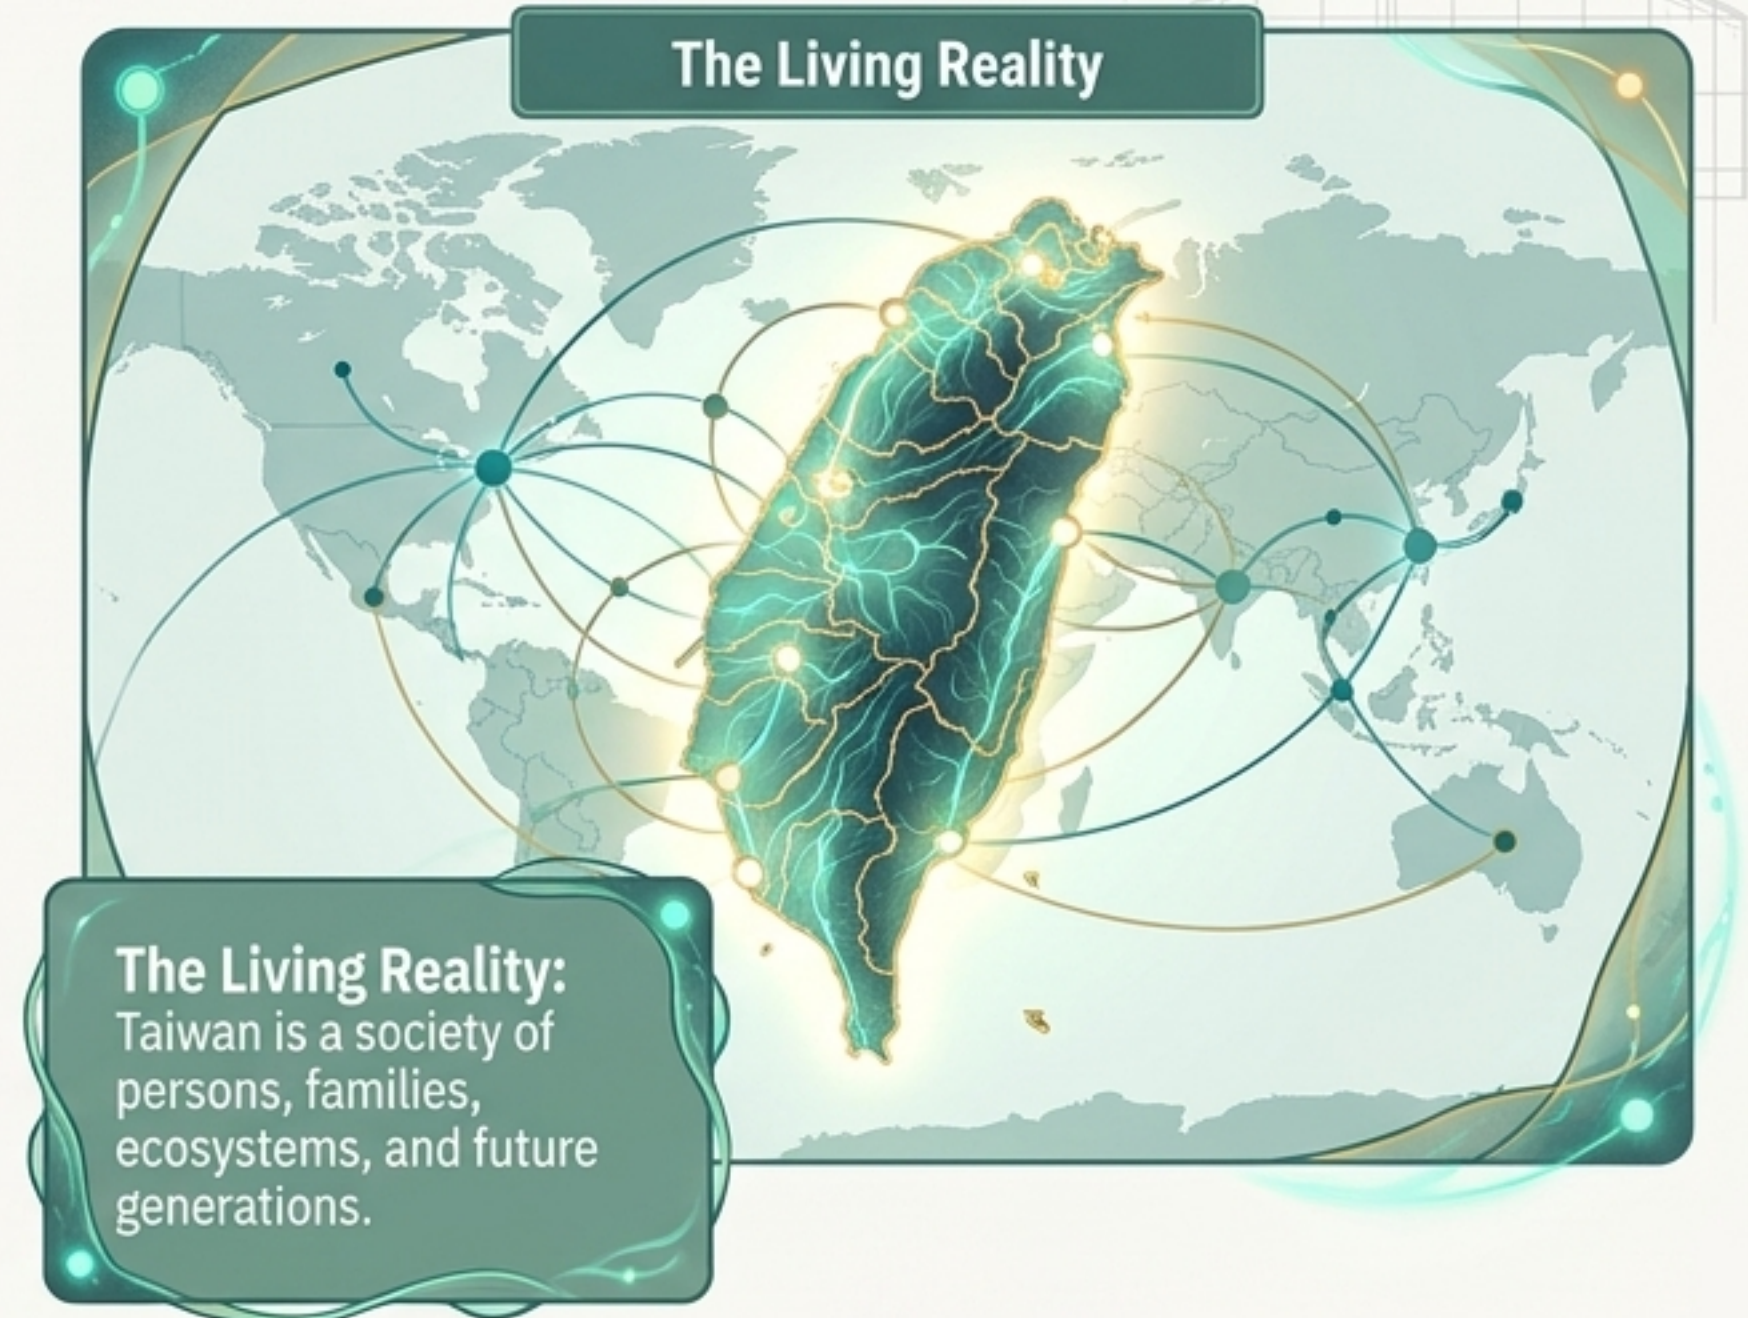 The Living Reality
The Living Reality:
Taiwan is a society of
persons, families,
ecosystems, and future
generations.